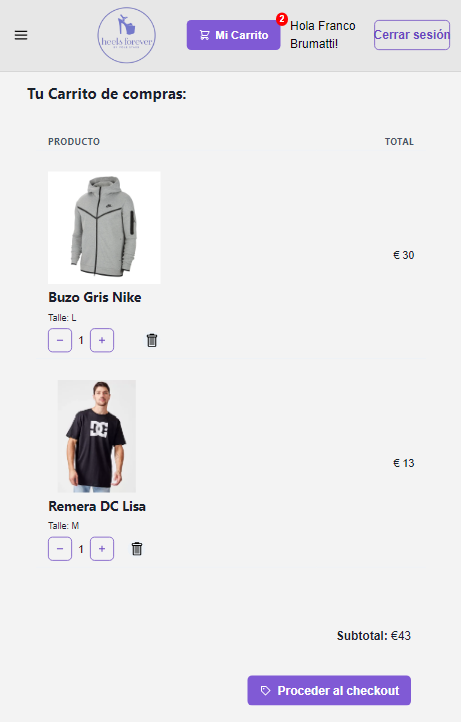 heels forever
Mi Carrito
2
Hola Franco
Brumatti!
Cerrar sesión
Tu Carrito de compras:
PRODUCTO TOTAL
€ 30
Buzo Gris Nike
Talle: L
− 1 +
DC
€ 13
Remera DC Lisa
Talle: M
− 1 +
Subtotal: €43
Proceder al checkout